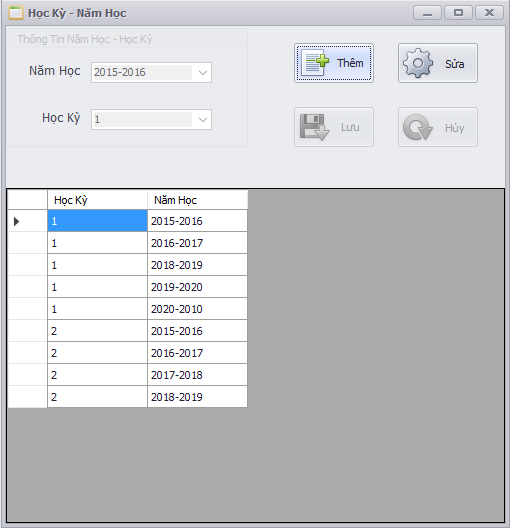 Học Kỳ - Năm Học
Thông Tin Năm Học - Học Kỳ
Năm Học 2015-2016
Học Kỳ 1
Thêm Sửa
Lưu Hủy
Học Kỳ Năm Học
1 2015-2016
1 2016-2017
1 2018-2019
1 2019-2020
1 2020-2010
2 2015-2016
2 2016-2017
2 2017-2018
2 2018-2019